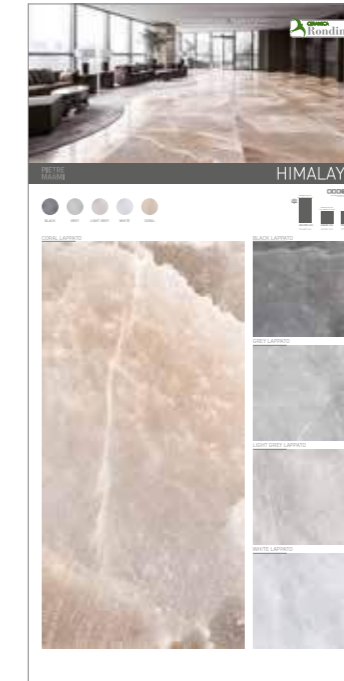 CERAMICA
Rondin
PIETRE
MARMI
HIMALAY
BLACK
GREY
LIGHT GREY
WHITE
CORAL
CORAL LAPPATO
BLACK LAPPATO
GREY LAPPATO
LIGHT GREY LAPPATO
WHITE LAPPATO